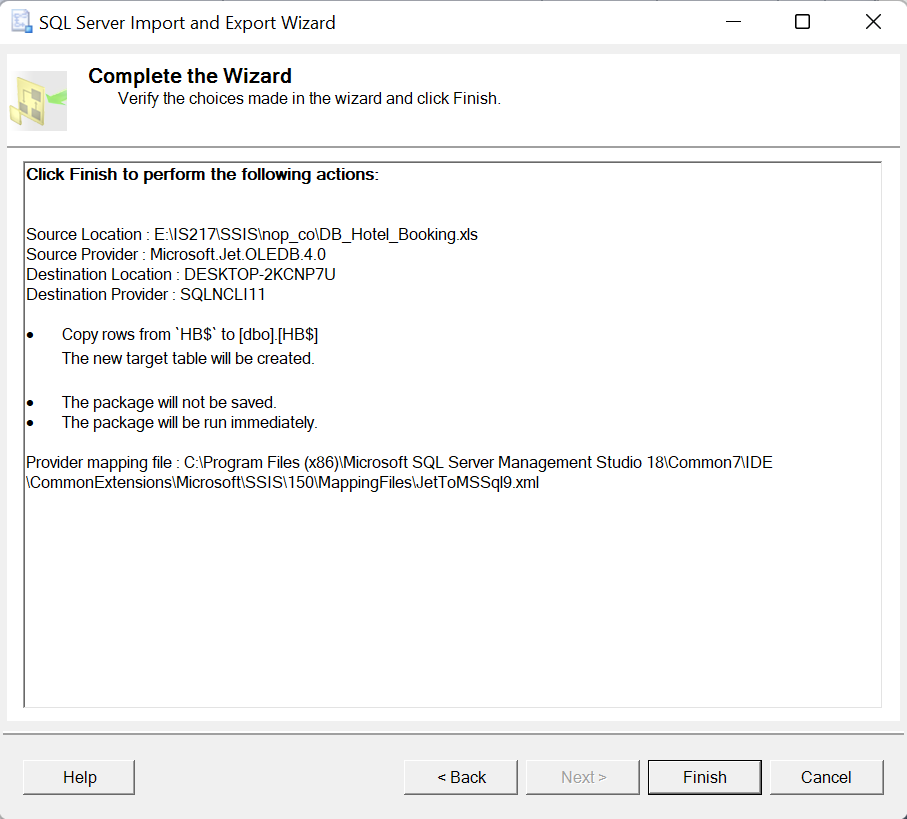 SQL Server Import and Export Wizard
Complete the Wizard
Verify the choices made in the wizard and click Finish.
Click Finish to perform the following actions:
Source Location : E:\IS217\SSIS\nop_co\DB_Hotel_Booking.xls
Source Provider : Microsoft.Jet.OLEDB.4.0
Destination Location : DESKTOP-2KCNP7U
Destination Provider : SQLNCLI11
• Copy rows from `HB$` to [dbo].[HB$]
The new target table will be created.
• The package will not be saved.
• The package will be run immediately.
Provider mapping file : C:\Program Files (x86)\Microsoft SQL Server Management Studio 18\Common7\IDE
\CommonExtensions\Microsoft\SSIS\150\MappingFiles\JetToMSSql9.xml
Help < Back Next > Finish Cancel